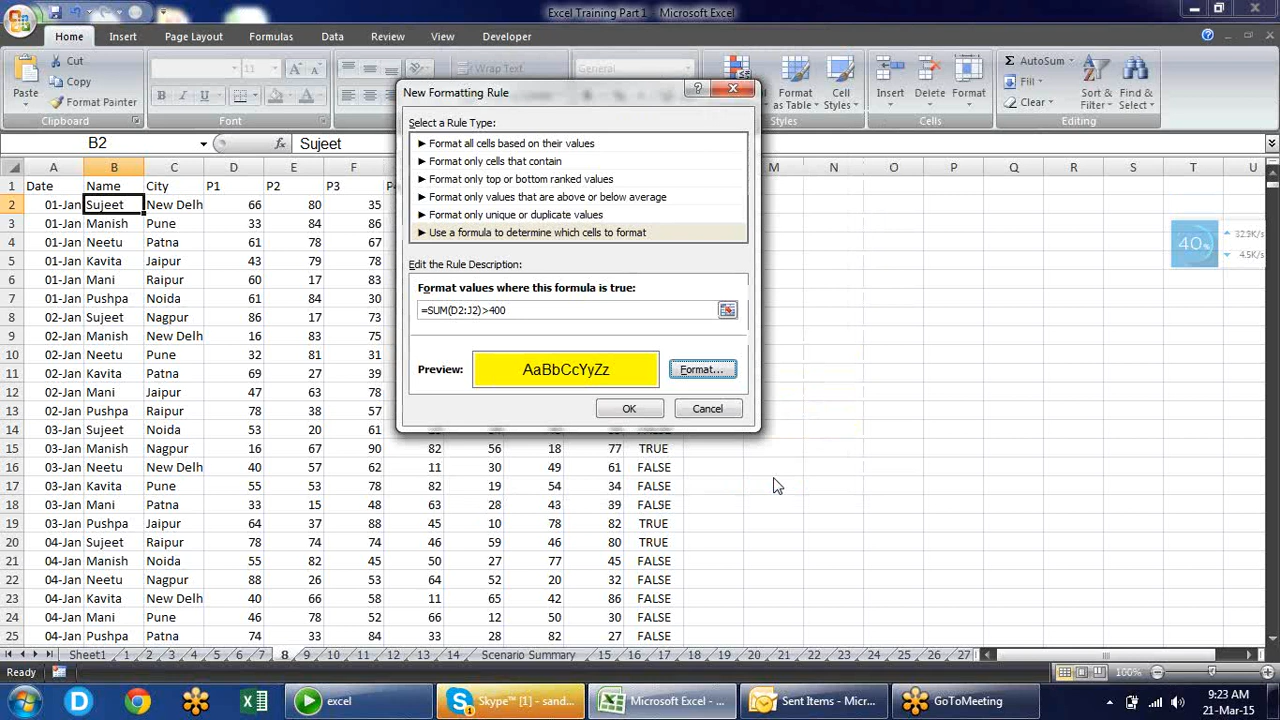 Excel Training Part 1 - Microsoft Excel
Home Insert Page Layout Formulas Data Review View Developer
Paste
Cut
Copy
Format Painter
Clipboard
11
Font
Wrap Text
General
Format as Table
Cell Styles
Styles
Insert
Delete
Format
Cells
AutoSum
Fill
Clear
Sort & Filter
Find & Select
Editing
B2
fx
Sujeet
New Formatting Rule
Select a Rule Type:
► Format all cells based on their values
► Format only cells that contain
► Format only top or bottom ranked values
► Format only values that are above or below average
► Format only unique or duplicate values
► Use a formula to determine which cells to format
Edit the Rule Description:
Format values where this formula is true:
=SUM(D2:J2)>400
Preview:
AaBbCcYyZz
Format...
OK
Cancel
A B C D E F M N O P Q R S T U
1 Date Name City P1 P2 P3
2 01-Jan Sujeet New Delh 66 80 35
3 01-Jan Manish Pune 33 84 86
4 01-Jan Neetu Patna 61 78 67
5 01-Jan Kavita Jaipur 43 79 78
6 01-Jan Mani Raipur 60 17 83
7 01-Jan Pushpa Noida 61 84 30
8 02-Jan Sujeet Nagpur 86 17 73
9 02-Jan Manish New Delh 16 83 75
10 02-Jan Neetu Pune 32 81 31
11 02-Jan Kavita Patna 69 27 39
12 02-Jan Mani Jaipur 47 63 78
13 02-Jan Pushpa Raipur 78 38 57
14 03-Jan Sujeet Noida 53 20 61
15 03-Jan Manish Nagpur 16 67 90 82 56 18 77 TRUE
16 03-Jan Neetu New Delh 40 57 62 11 30 49 61 FALSE
17 03-Jan Kavita Pune 55 53 78 82 19 54 34 FALSE
18 03-Jan Mani Patna 33 15 48 63 28 43 39 FALSE
19 03-Jan Pushpa Jaipur 64 37 88 45 10 78 82 TRUE
20 04-Jan Sujeet Raipur 78 74 74 46 59 46 80 TRUE
21 04-Jan Manish Noida 55 82 45 50 27 77 45 FALSE
22 04-Jan Neetu Nagpur 88 26 53 64 52 20 32 FALSE
23 04-Jan Kavita New Delh 40 66 58 11 65 42 86 FALSE
24 04-Jan Mani Pune 46 78 52 66 12 50 30 FALSE
25 04-Jan Pushpa Patna 74 33 84 33 28 82 27 FALSE
40%
32.9K/s
4.5K/s
Sheet1 1 2 3 4 5 6 7 8 9 10 11 12 13 14 Scenario Summary 15 16 17 18 19 20 21 22 23 24 25 26 27
Ready
100%
excel
Skype™ [1] - sand...
Microsoft Excel - ...
Sent Items - Micr...
GoToMeeting
9:23 AM
21-Mar-15